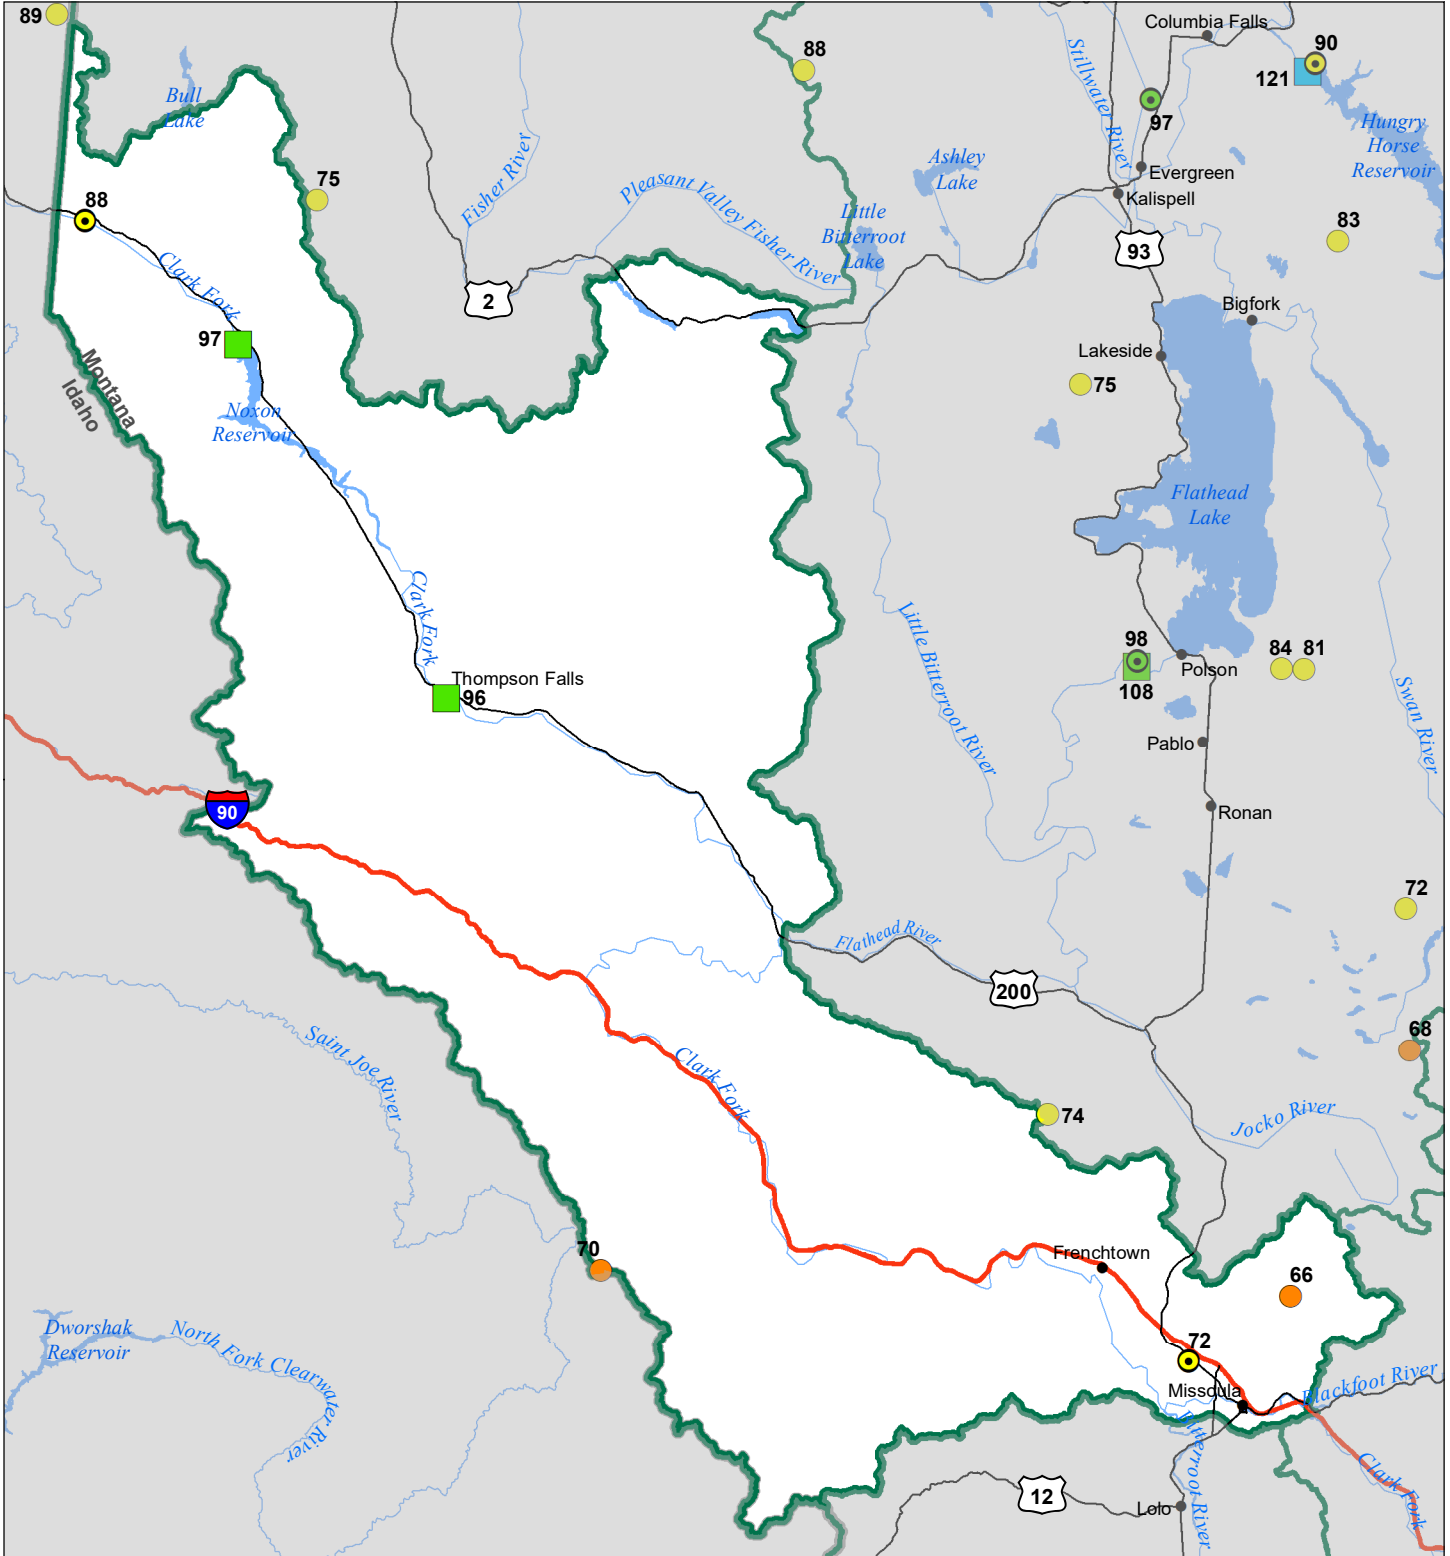 89
88
Columbia Falls
90
121
97
Stillwater River
Hungry
Horse
Reservoir
Bull
Lake
Fisher River
Ashley
Lake
Evergreen
75
Pleasant Valley Fisher River
Kalispell
88
Little
Bitterroot
Lake
83
93
Clark Fork
2
Bigfork
97
Lakeside
Montana
Idaho
75
Noxon
Reservoir
Flathead
Lake
Clark Fork
Little Bitterroot River
98
108
Polson
84
81
Thompson Falls
96
Swan River
Pablo
90
Ronan
72
Flathead River
200
Saint Joe River
68
Clark Fork
74
Jocko River
70
Frenchtown
66
Dworshak
Reservoir
North Fork Clearwater
River
72
Missoula
Blackfoot River
Bitterroot River
Clark Fork
12
Lolo